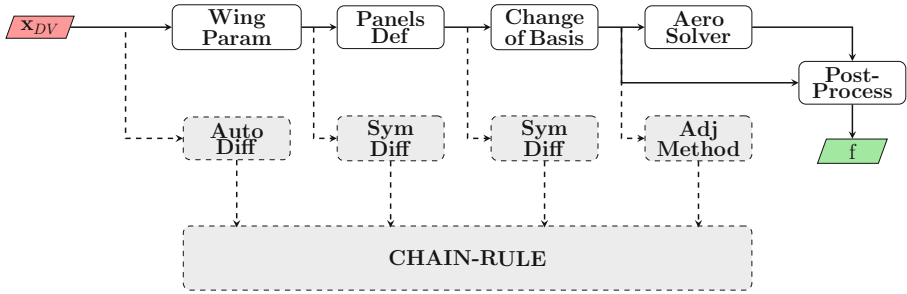 x_DV
Wing
Param
Panels
Def
Change
of Basis
Aero
Solver
Post-
Process
Auto
Diff
Sym
Diff
Sym
Diff
Adj
Method
f
CHAIN-RULE